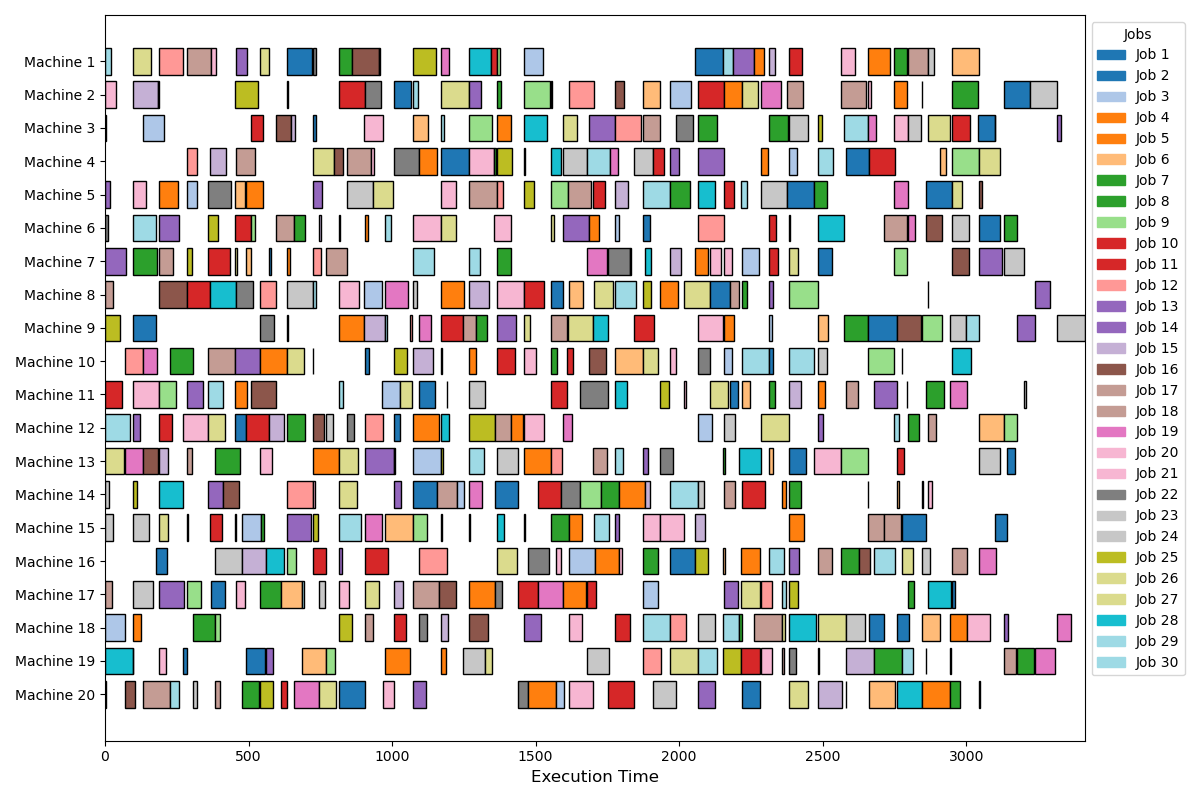 Machine 1
Machine 2
Machine 3
Machine 4
Machine 5
Machine 6
Machine 7
Machine 8
Machine 9
Machine 10
Machine 11
Machine 12
Machine 13
Machine 14
Machine 15
Machine 16
Machine 17
Machine 18
Machine 19
Machine 20
0 500 1000 1500 2000 2500 3000
Execution Time
Jobs
Job 1
Job 2
Job 3
Job 4
Job 5
Job 6
Job 7
Job 8
Job 9
Job 10
Job 11
Job 12
Job 13
Job 14
Job 15
Job 16
Job 17
Job 18
Job 19
Job 20
Job 21
Job 22
Job 23
Job 24
Job 25
Job 26
Job 27
Job 28
Job 29
Job 30